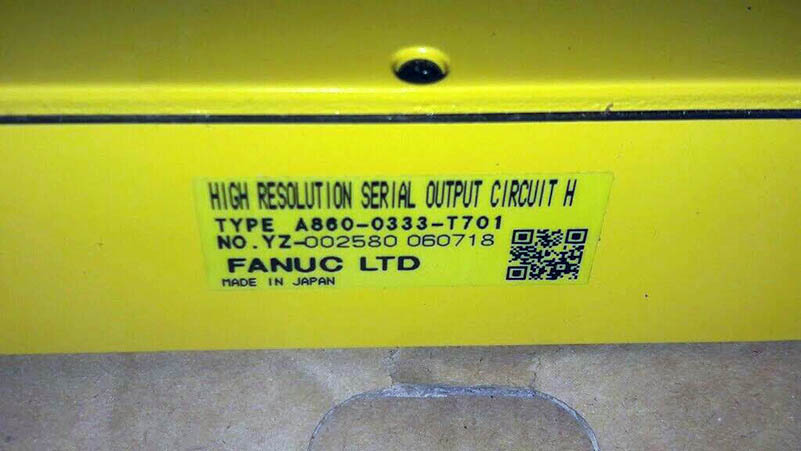 HIGH RESOLUTION SERIAL OUTPUT CIRCUIT H
TYPE A860-0333-T701
NO.YZ-002580 060718
FANUC LTD
MADE IN JAPAN